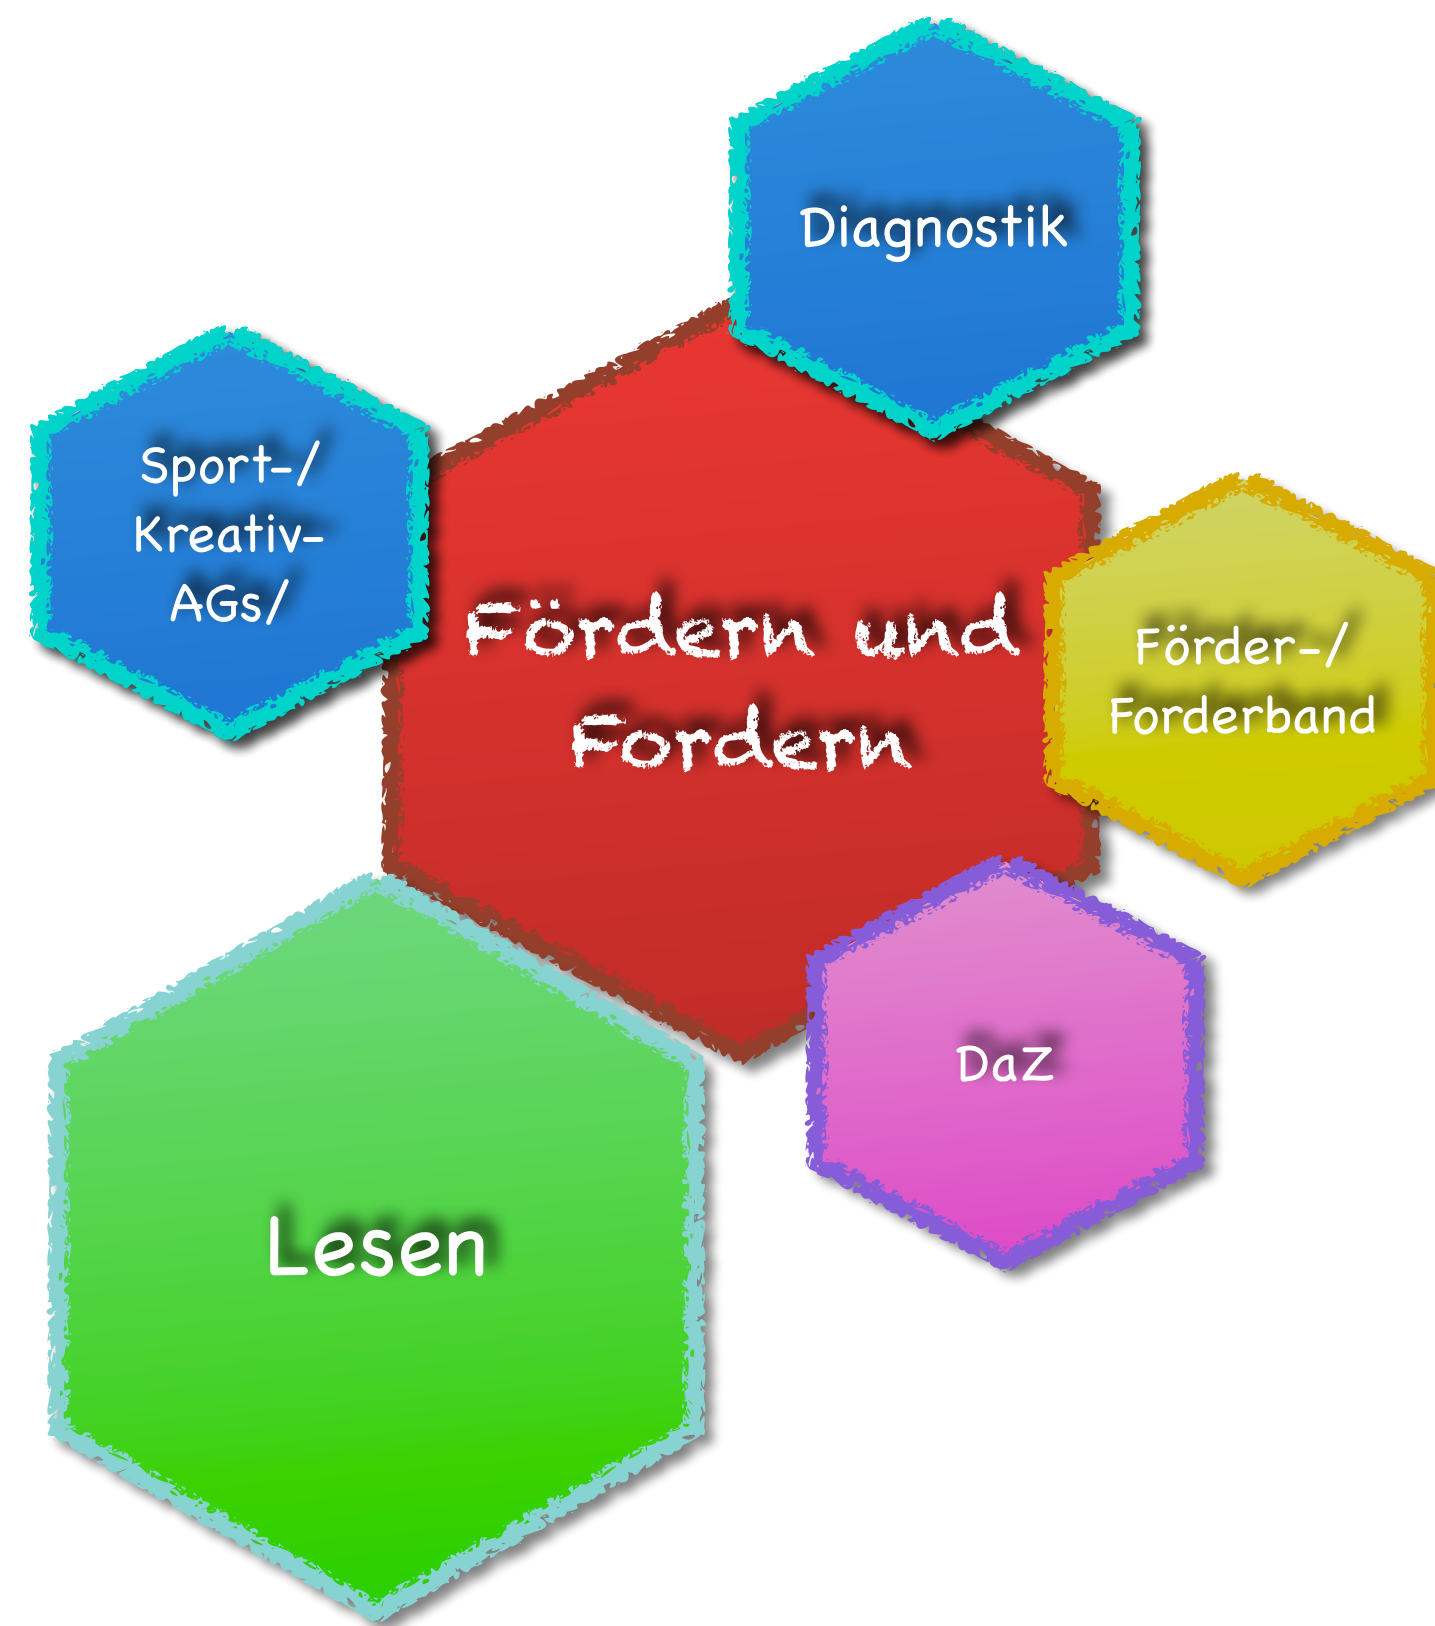 Diagnostik
Sport-/
Kreativ-
AGs/
Fördern und
Fordern
Förder-/
Forderband
DaZ
Lesen